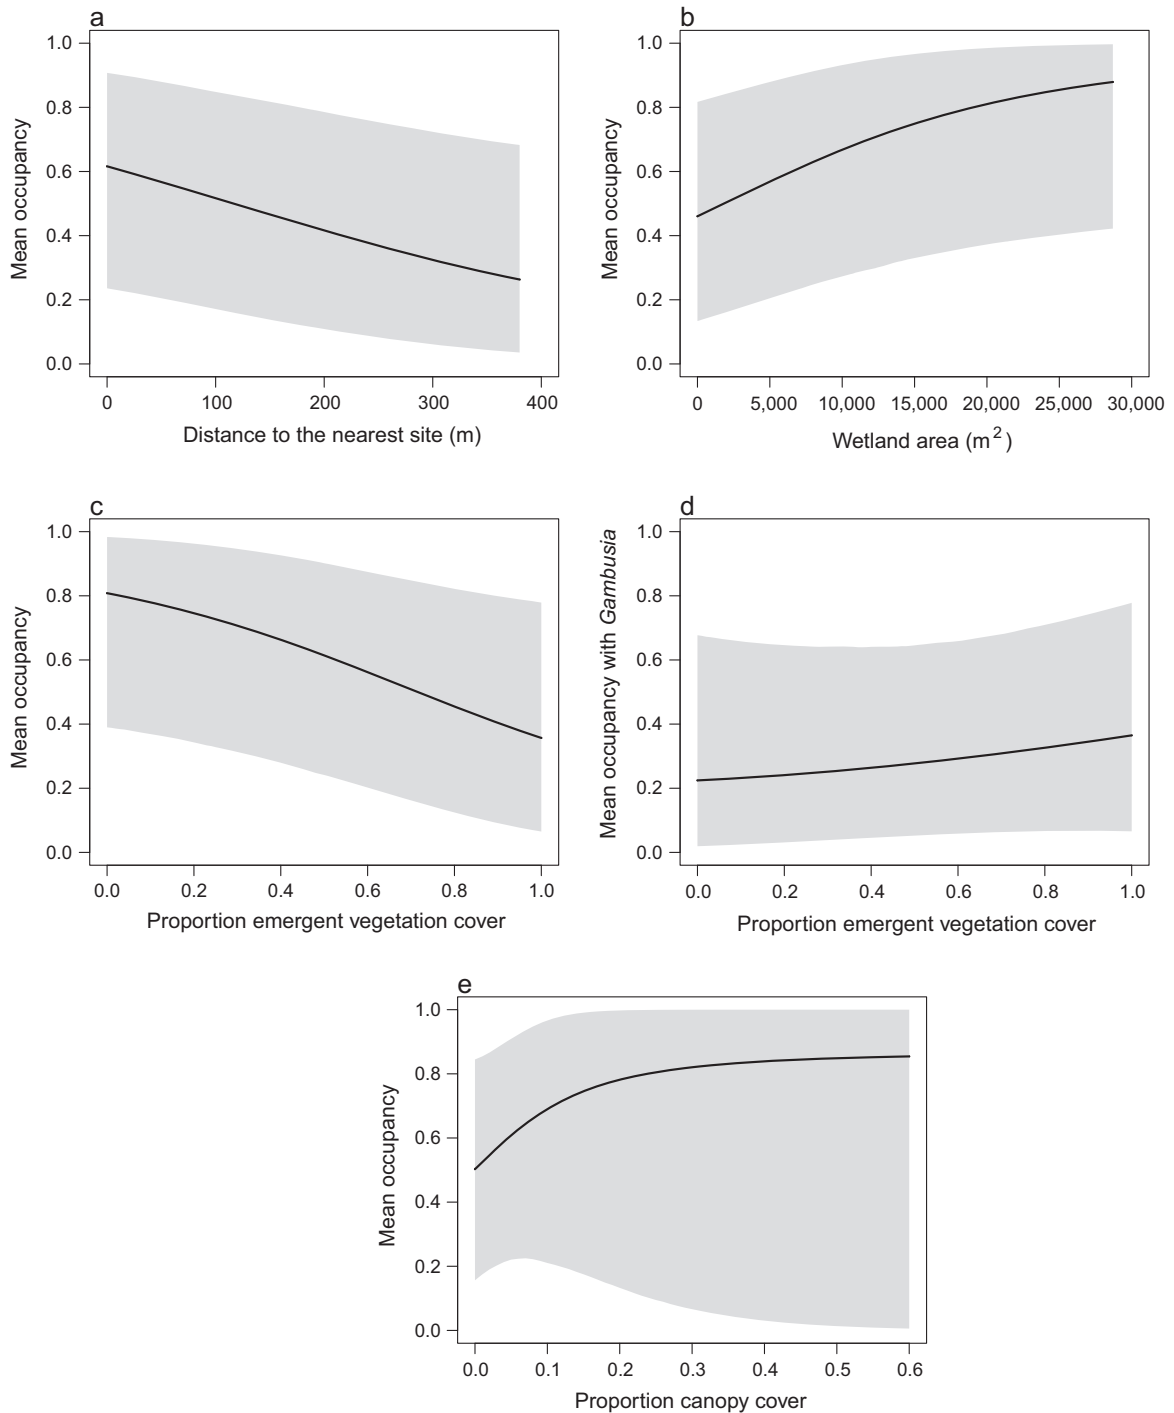 a
1.0
0.8
0.6
0.4
0.2
0.0
Mean occupancy
0 100 200 300 400
Distance to the nearest site (m)
b
1.0
0.8
0.6
0.4
0.2
0.0
Mean occupancy
0 5,000 10,000 15,000 20,000 25,000 30,000
Wetland area (m²)
c
1.0
0.8
0.6
0.4
0.2
0.0
Mean occupancy
0.0 0.2 0.4 0.6 0.8 1.0
Proportion emergent vegetation cover
d
1.0
0.8
0.6
0.4
0.2
0.0
Mean occupancy with Gambusia
0.0 0.2 0.4 0.6 0.8 1.0
Proportion emergent vegetation cover
e
1.0
0.8
0.6
0.4
0.2
0.0
Mean occupancy
0.0 0.1 0.2 0.3 0.4 0.5 0.6
Proportion canopy cover